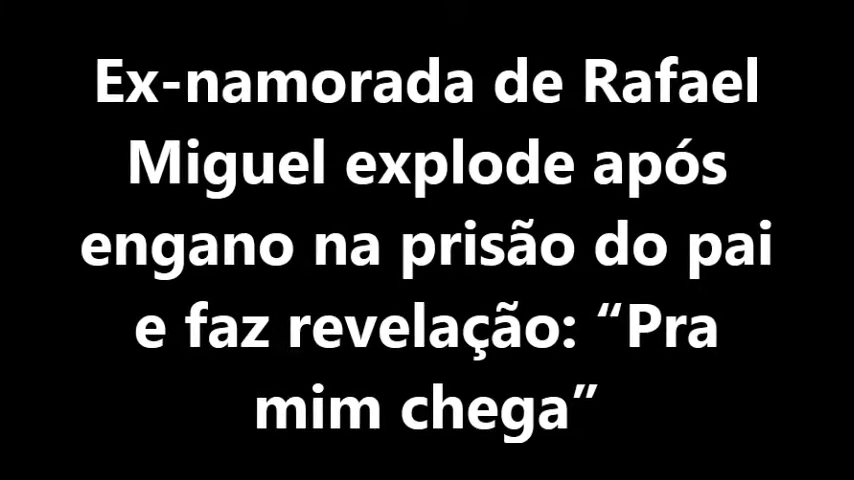 Ex-namorada de Rafael
Miguel explode após
engano na prisão do pai
e faz revelação: “Pra
mim chega”